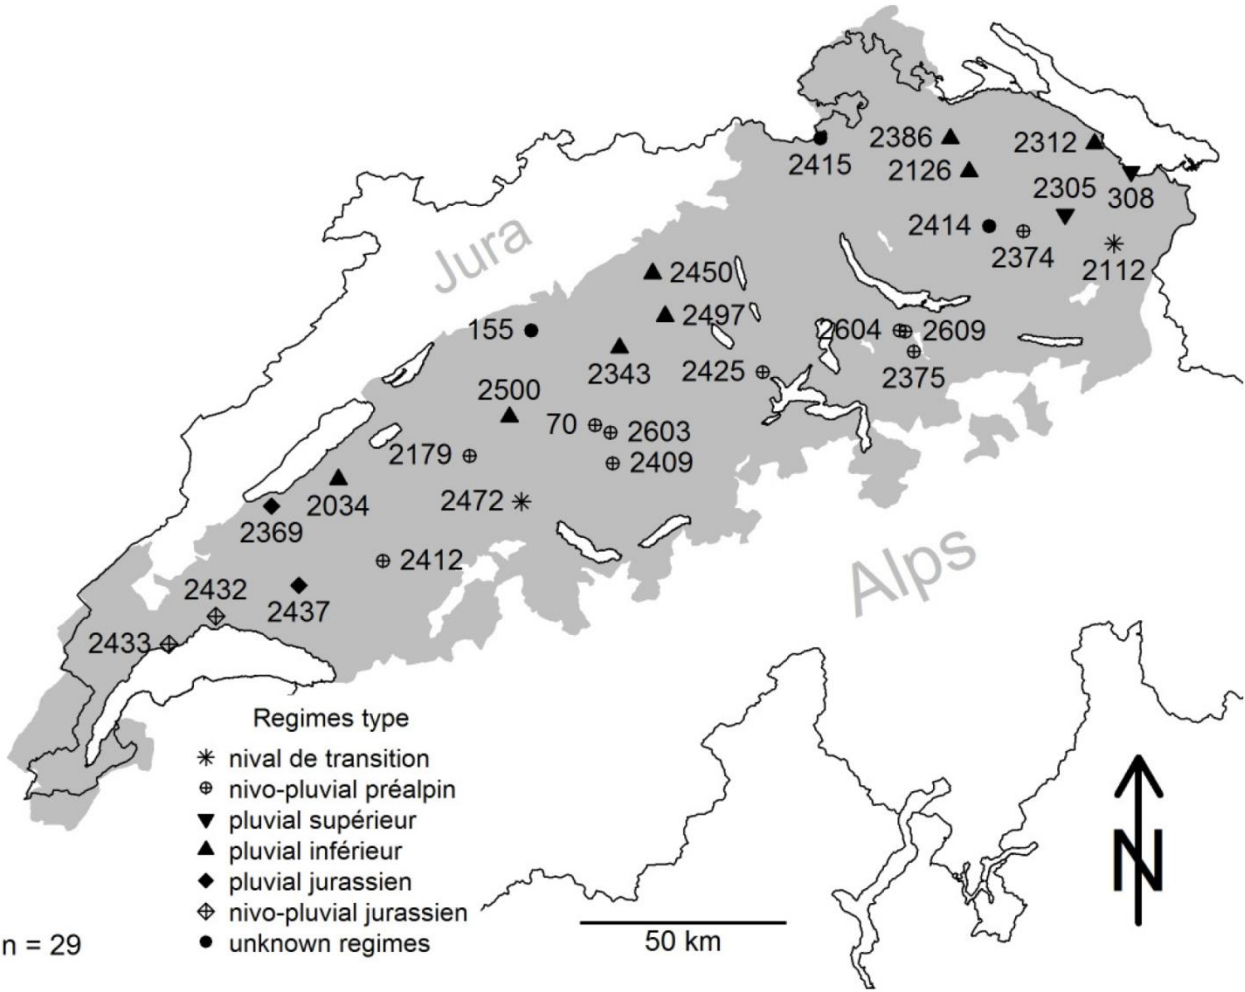 2386
2312
2415
2126
2305
308
2414
2374
2112
Jura
2450
2497
155
2604
2609
2343
2425
2375
2500
70
2603
2179
2409
2034
2472
2369
2412
Alps
2432
2437
2433
Regimes type
nival de transition
nivo-pluvial préalpin
pluvial supérieur
pluvial inférieur
pluvial jurassien
nivo-pluvial jurassien
unknown regimes
n = 29
50 km
N